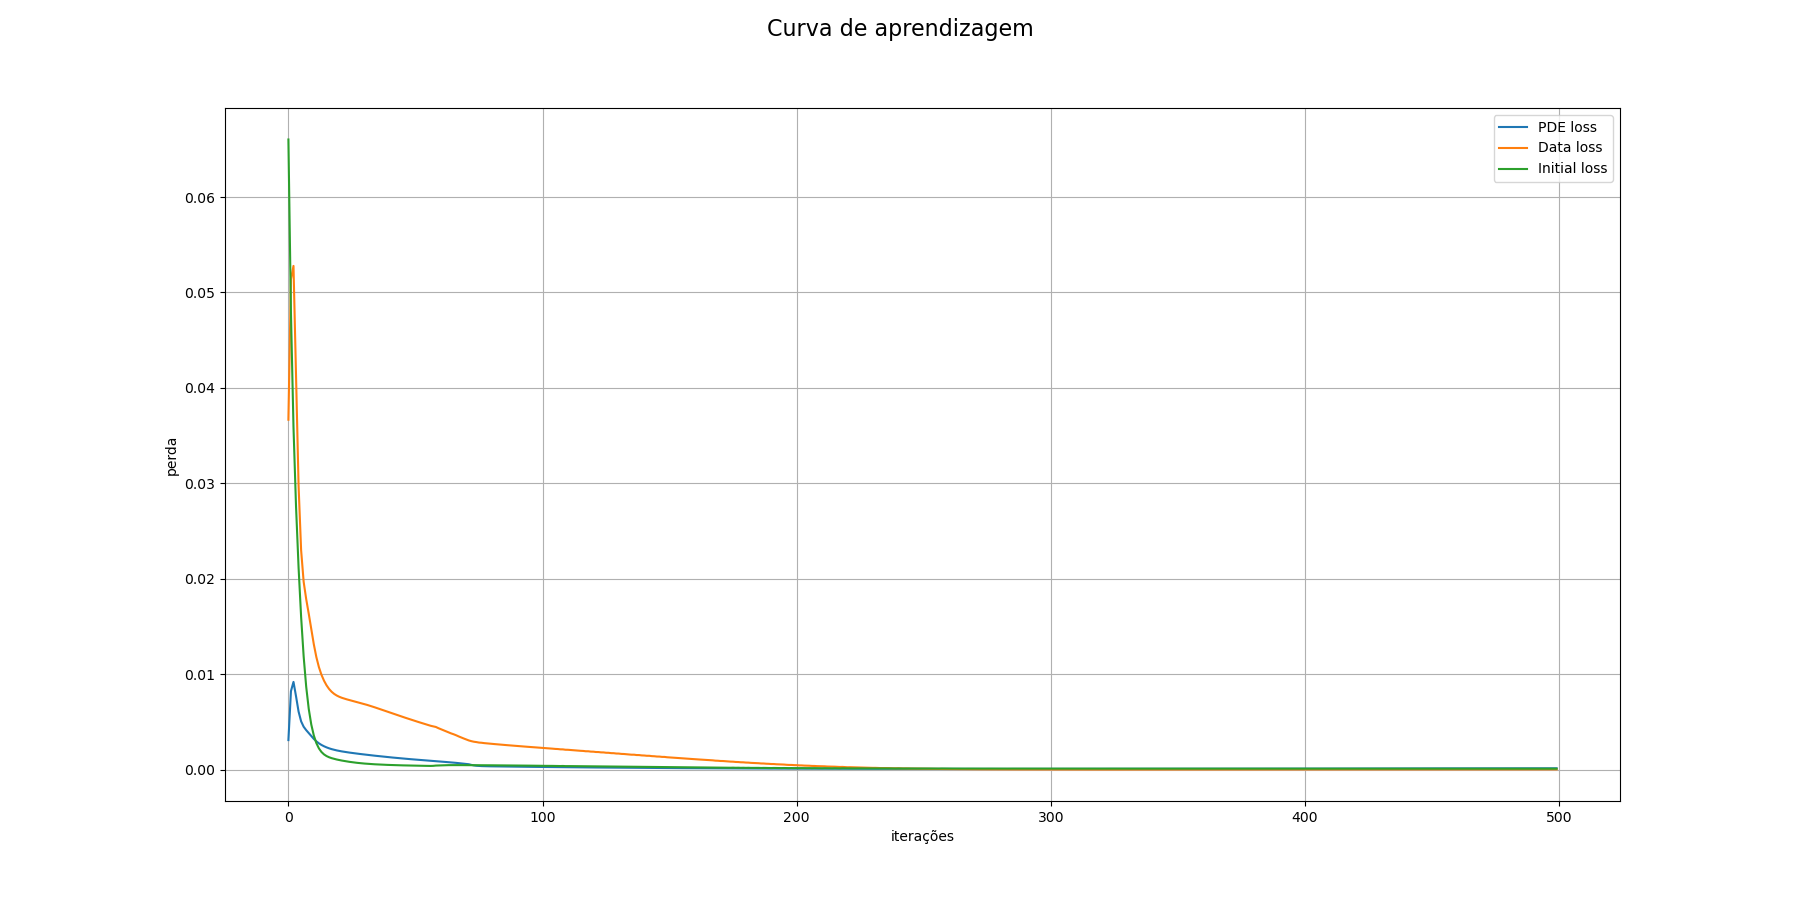 Curva de aprendizagem
PDE loss
Data loss
Initial loss
0.06
0.05
0.04
0.03
0.02
0.01
0.00
perda
0
100
200
300
400
500
iterações